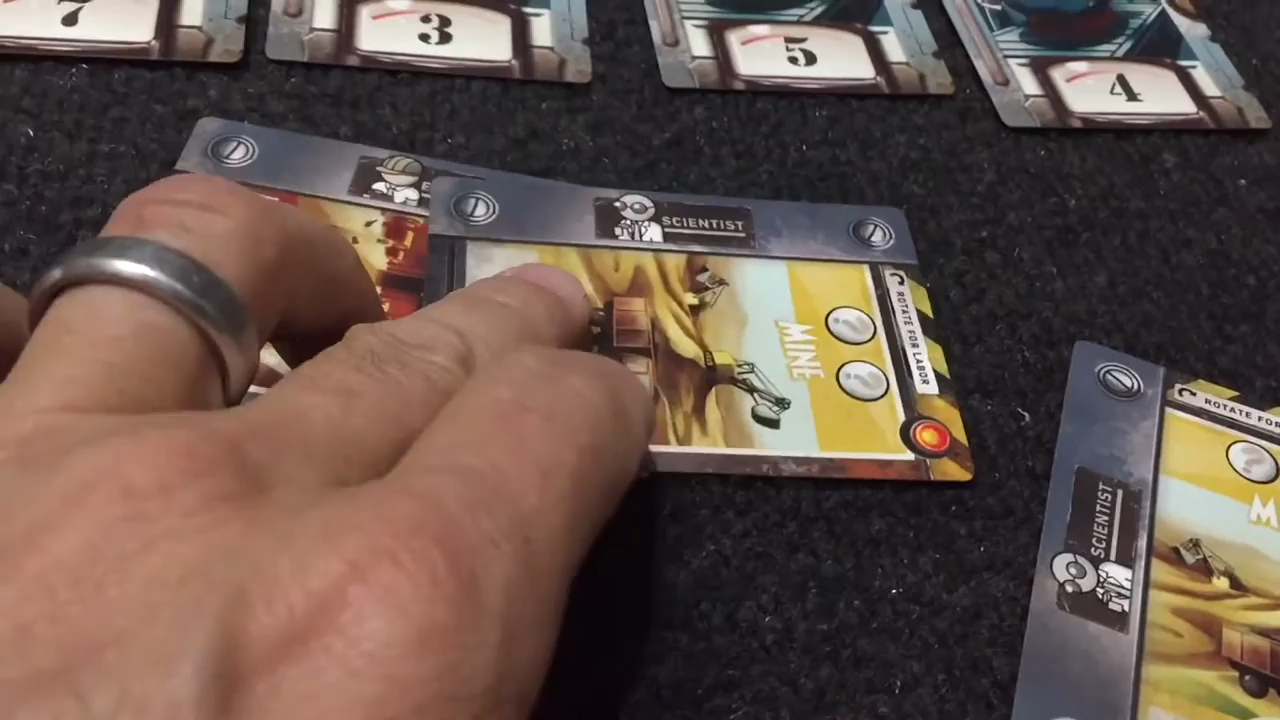 7
3
5
4
SCIENTIST
MINE
? ?
ROTATE FOR LABOR
ROTATE FOR
?
M
SCIENTIST